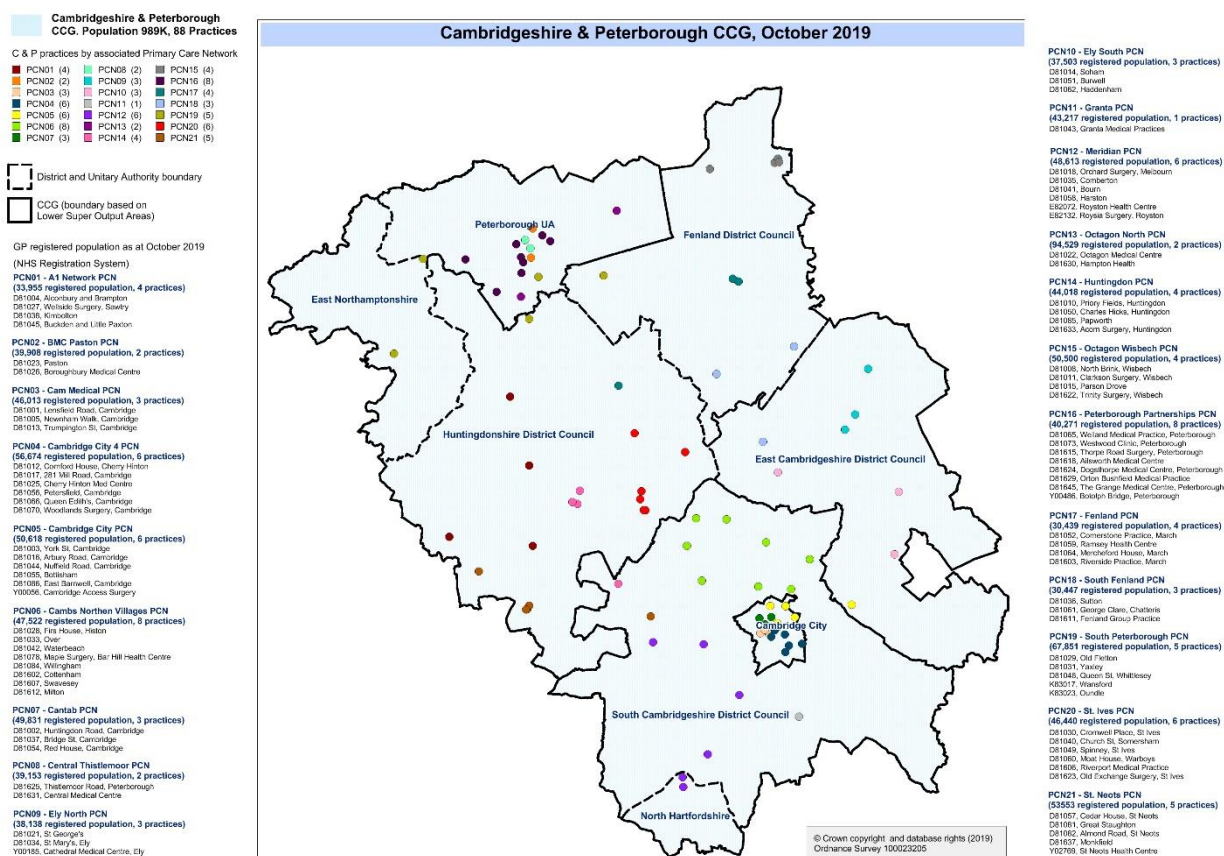 Cambridgeshire & Peterborough
CCG. Population 989K, 88 Practices
C & P practices by associated Primary Care Network
PCN01 (4)
PCN02 (2)
PCN03 (3)
PCN04 (6)
PCN05 (6)
PCN06 (8)
PCN07 (3)
PCN08 (2)
PCN09 (3)
PCN10 (3)
PCN11 (1)
PCN12 (6)
PCN13 (2)
PCN14 (4)
PCN15 (4)
PCN16 (8)
PCN17 (4)
PCN18 (3)
PCN19 (5)
PCN20 (6)
PCN21 (5)
District and Unitary Authority boundary
CCG (boundary based on
Lower Super Output Areas)
GP registered population as at October 2019
(NHS Registration System)
PCN01 - A1 Network PCN
(33,955 registered population, 4 practices)
D81004, Alconbury and Brampton
D81027, Wellside Surgery, Sawtry
D81038, Kimbolton
D81045, Buckden and Little Paxton
PCN02 - BMC Paston PCN
(39,908 registered population, 2 practices)
D81023, Paston
D81026, Boroughbury Medical Centre
PCN03 - Cam Medical PCN
(46,013 registered population, 3 practices)
D81001, Lensfield Road, Cambridge
D81005, Newnham Walk, Cambridge
D81013, Trumpington St, Cambridge
PCN04 - Cambridge City 4 PCN
(56,674 registered population, 6 practices)
D81012, Cornford House, Cherry Hinton
D81017, 281 Mill Road, Cambridge
D81025, Cherry Hinton Med Centre
D81056, Petersfield, Cambridge
D81066, Queen Edith's, Cambridge
D81070, Woodlands Surgery, Cambridge
PCN05 - Cambridge City PCN
(50,618 registered population, 6 practices)
D81003, York St, Cambridge
D81016, Arbury Road, Cambridge
D81044, Nuffield Road, Cambridge
D81055, Bottisham
D81086, East Barnwell, Cambridge
Y00056, Cambridge Access Surgery
PCN06 - Cambs Northen Villages PCN
(47,522 registered population, 8 practices)
D81028, Firs House, Histon
D81033, Over
D81042, Waterbeach
D81078, Maple Surgery, Bar Hill Health Centre
D81084, Willingham
D81602, Cottenham
D81607, Swavesey
D81612, Milton
PCN07 - Cantab PCN
(49,831 registered population, 3 practices)
D81002, Huntingdon Road, Cambridge
D81037, Bridge St, Cambridge
D81054, Red House, Cambridge
PCN08 - Central Thistlemoor PCN
(39,153 registered population, 2 practices)
D81625, Thistlemoor Road, Peterborough
D81631, Central Medical Centre
PCN09 - Ely North PCN
(38,138 registered population, 3 practices)
D81021, St George's
D81034, St Mary's, Ely
Y00185, Cathedral Medical Centre, Ely
Cambridgeshire & Peterborough CCG, October 2019
Peterborough UA
Fenland District Council
East Northamptonshire
Huntingdonshire District Council
East Cambridgeshire District Council
Cambridge City
South Cambridgeshire District Council
North Hertfordshire
© Crown copyright and database rights (2019)
Ordnance Survey 100023205
PCN10 - Ely South PCN
(37,503 registered population, 3 practices)
D81014, Soham
D81051, Burwell
D81062, Haddenham
PCN11 - Granta PCN
(43,217 registered population, 1 practices)
D81043, Granta Medical Practices
PCN12 - Meridian PCN
(48,613 registered population, 6 practices)
D81018, Orchard Surgery, Melbourn
D81035, Comberton
D81041, Bourn
D81058, Harston
E82072, Royston Health Centre
E82132, Roysia Surgery, Royston
PCN13 - Octagon North PCN
(94,529 registered population, 2 practices)
D81022, Octagon Medical Centre
D81630, Hampton Health
PCN14 - Huntingdon PCN
(44,018 registered population, 4 practices)
D81010, Priory Fields, Huntingdon
D81050, Charles Hicks, Huntingdon
D81085, Papworth
D81633, Acorn Surgery, Huntingdon
PCN15 - Octagon Wisbech PCN
(50,500 registered population, 4 practices)
D81008, North Brink, Wisbech
D81011, Clarkson Surgery, Wisbech
D81015, Parson Drove
D81622, Trinity Surgery, Wisbech
PCN16 - Peterborough Partnerships PCN
(40,271 registered population, 8 practices)
D81065, Welland Medical Practice, Peterborough
D81073, Westwood Clinic, Peterborough
D81615, Thorpe Road Surgery, Peterborough
D81618, Ailsworth Medical Centre
D81624, Dogsthorpe Medical Centre, Peterborough
D81629, Orton Bushfield Medical Practice
D81645, The Grange Medical Centre, Peterborough
Y00486, Botolph Bridge, Peterborough
PCN17 - Fenland PCN
(30,439 registered population, 4 practices)
D81052, Cornerstone Practice, March
D81059, Ramsey Health Centre
D81064, Mercheford House, March
D81603, Riverside Practice, March
PCN18 - South Fenland PCN
(30,447 registered population, 3 practices)
D81036, Sutton
D81061, George Clare, Chatteris
D81611, Fenland Group Practice
PCN19 - South Peterborough PCN
(67,851 registered population, 5 practices)
D81029, Old Fletton
D81031, Yaxley
D81046, Queen St, Whittlesey
K83017, Wansford
K83023, Oundle
PCN20 - St. Ives PCN
(46,440 registered population, 6 practices)
D81030, Cromwell Place, St Ives
D81040, Church St, Somersham
D81049, Spinney, St Ives
D81060, Moat House, Warboys
D81606, Riverport Medical Practice
D81623, Old Exchange Surgery, St Ives
PCN21 - St. Neots PCN
(53553 registered population, 5 practices)
D81057, Cedar House, St Neots
D81081, Great Staughton
D81082, Almond Road, St Neots
D81637, Monkfield
Y02769, St Neots Health Centre